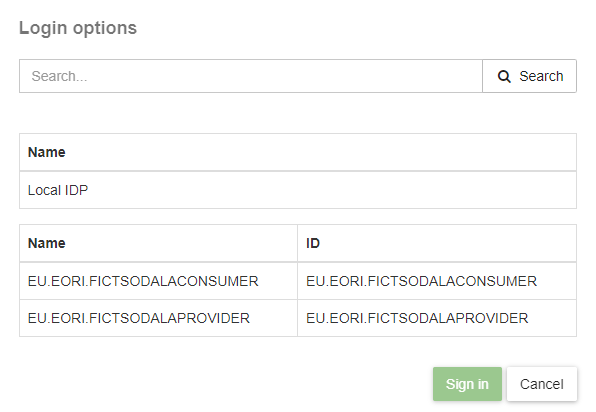 Login options
Search...
Search
Name
Local IDP
Name ID
EU.EORI.FICTSODALACONSUMER EU.EORI.FICTSODALACONSUMER
EU.EORI.FICTSODALAPROVIDER EU.EORI.FICTSODALAPROVIDER
Sign in Cancel